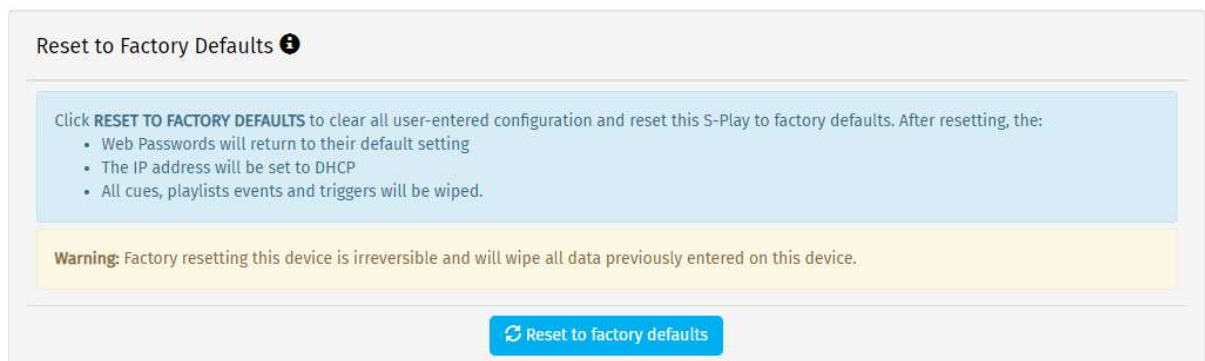 Reset to Factory Defaults
Click RESET TO FACTORY DEFAULTS to clear all user-entered configuration and reset this S-Play to factory defaults. After resetting, the:
• Web Passwords will return to their default setting
• The IP address will be set to DHCP
• All cues, playlists events and triggers will be wiped.
Warning: Factory resetting this device is irreversible and will wipe all data previously entered on this device.
Reset to factory defaults